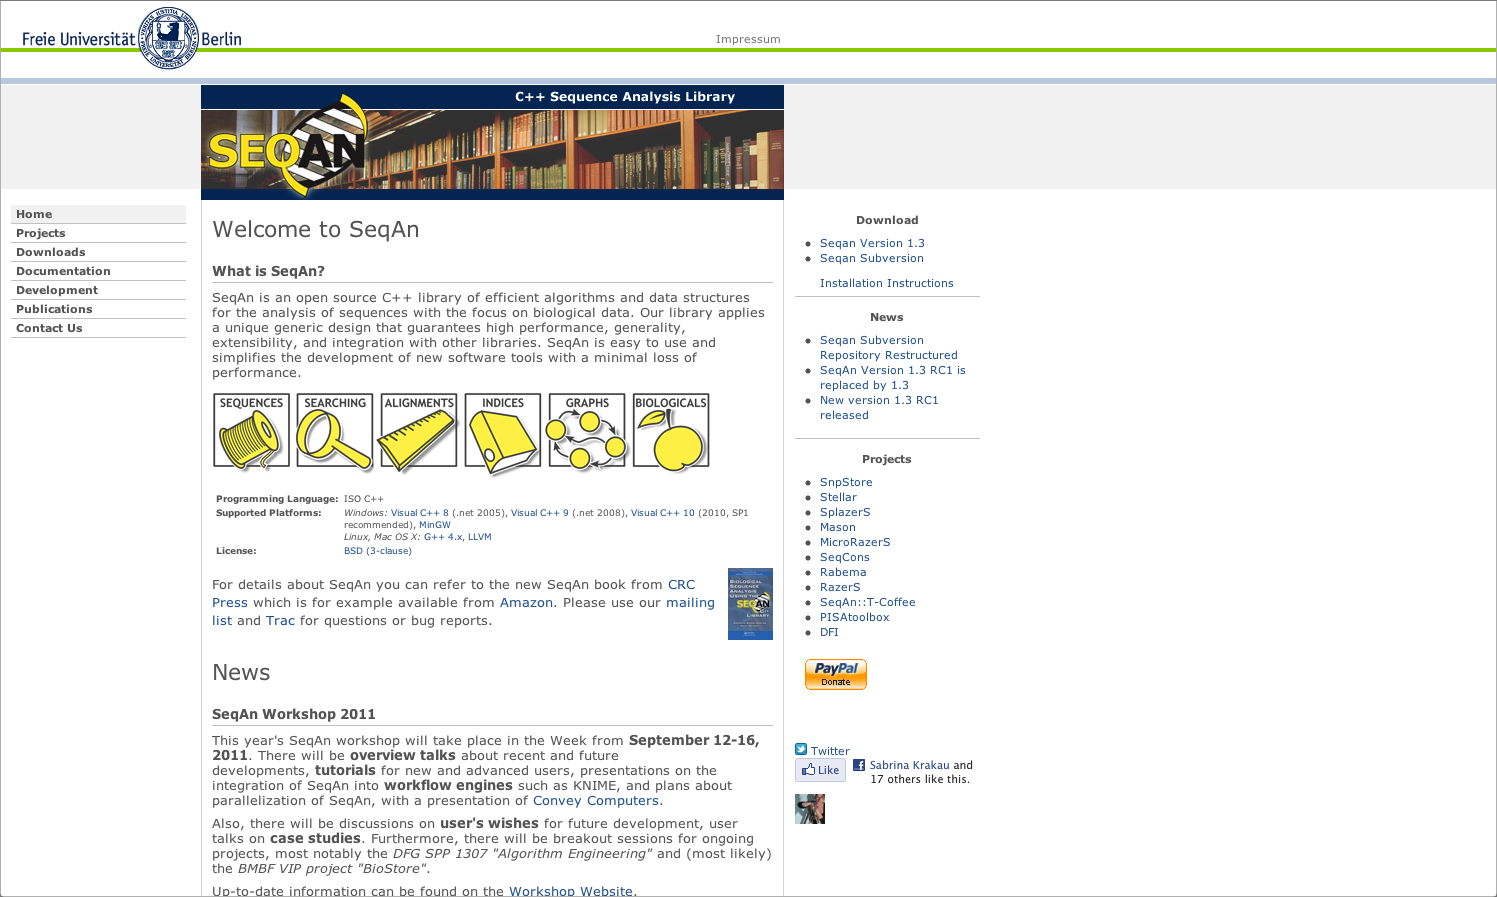 Freie Universität Berlin
Impressum
C++ Sequence Analysis Library
SEQAN
Home
Projects
Downloads
Documentation
Development
Publications
Contact Us
Welcome to SeqAn
What is SeqAn?
SeqAn is an open source C++ library of efficient algorithms and data structures
for the analysis of sequences with the focus on biological data. Our library applies
a unique generic design that guarantees high performance, generality,
extensibility, and integration with other libraries. SeqAn is easy to use and
simplifies the development of new software tools with a minimal loss of
performance.
SEQUENCES SEARCHING ALIGNMENTS INDICES GRAPHS BIOLOGICALS
Programming Language: ISO C++
Supported Platforms: Windows: Visual C++ 8 (.net 2005), Visual C++ 9 (.net 2008), Visual C++ 10 (2010, SP1
recommended), MinGW
Linux, Mac OS X: G++ 4.x, LLVM
License: BSD (3-clause)
For details about SeqAn you can refer to the new SeqAn book from CRC
Press which is for example available from Amazon. Please use our mailing
list and Trac for questions or bug reports.
BIOLOGICAL
SEQUENCE
ANALYSIS
USING THE
SEQAN
C++
LIBRARY
News
SeqAn Workshop 2011
This year's SeqAn workshop will take place in the Week from September 12-16,
2011. There will be overview talks about recent and future
developments, tutorials for new and advanced users, presentations on the
integration of SeqAn into workflow engines such as KNIME, and plans about
parallelization of SeqAn, with a presentation of Convey Computers.
Also, there will be discussions on user's wishes for future development, user
talks on case studies. Furthermore, there will be breakout sessions for ongoing
projects, most notably the DFG SPP 1307 "Algorithm Engineering" and (most likely)
the BMBF VIP project "BioStore".
Up-to-date information can be found on the Workshop Website.
Download
Seqan Version 1.3
Seqan Subversion
Installation Instructions
News
Seqan Subversion
Repository Restructured
SeqAn Version 1.3 RC1 is
replaced by 1.3
New version 1.3 RC1
released
Projects
SnpStore
Stellar
SplazerS
Mason
MicroRazerS
SeqCons
Rabema
RazerS
SeqAn::T-Coffee
PISAtoolbox
DFI
PayPal
Donate
Twitter
Like Sabrina Krakau and
17 others like this.